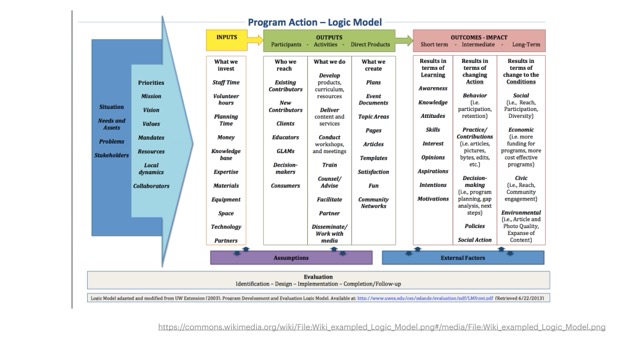 Program Action – Logic Model
INPUTS
OUTPUTS
Participants - Activities - Direct Products
OUTCOMES - IMPACT
Short term - Intermediate - Long-Term
Situation
Needs and
Assets
Problems
Stakeholders
Priorities
Mission
Vision
Values
Mandates
Resources
Local
dynamics
Collaborators
What we
invest
Staff Time
Volunteer
hours
Planning
Time
Money
Knowledge
base
Expertise
Materials
Equipment
Space
Technology
Partners
Who we
reach
Existing
Contributors
New
Contributors
Clients
Educators
GLAMs
Decision-
makers
Consumers
What we do
Develop
products,
curriculum,
resources
Deliver
content and
services
Conduct
workshops,
and meetings
Train
Counsel/
Advise
Facilitate
Partner
Disseminate/
Work with
media
What we
create
Plans
Event
Documents
Topic Areas
Pages
Articles
Templates
Satisfaction
Fun
Community
Networks
Results in
terms of
Learning
Awareness
Knowledge
Attitudes
Skills
Interest
Opinions
Aspirations
Intentions
Motivations
Results in
terms of
changing
Action
Behavior
(i.e.
participation,
retention)
Practice/
Contributions
(i.e. articles,
pictures,
bytes, edits,
etc.)
Decision-
making
(i.e., program
planning, gap
analysis, next
steps)
Policies
Social Action
Results in
terms of
change to the
Conditions
Social
(i.e., Reach,
Participation,
Diversity)
Economic
(i.e. more
funding for
programs, more
cost effective
programs)
Civic
(i.e., Reach,
Community
engagement)
Environmental
(i.e., Article and
Photo Quality,
Expanse of
Content)
Assumptions
External Factors
Evaluation
Identification – Design – Implementation – Completion/Follow-up
Logic Model adapted and modified from UW Extension (2003). Program Development and Evaluation Logic Model. Available at: http://www.uwex.edu/ces/pdande/evaluation/pdf/LMfront.pdf (Retrieved 6/22/2013)
https://commons.wikimedia.org/wiki/File:Wiki_exampled_Logic_Model.png#/media/File:Wiki_exampled_Logic_Model.png